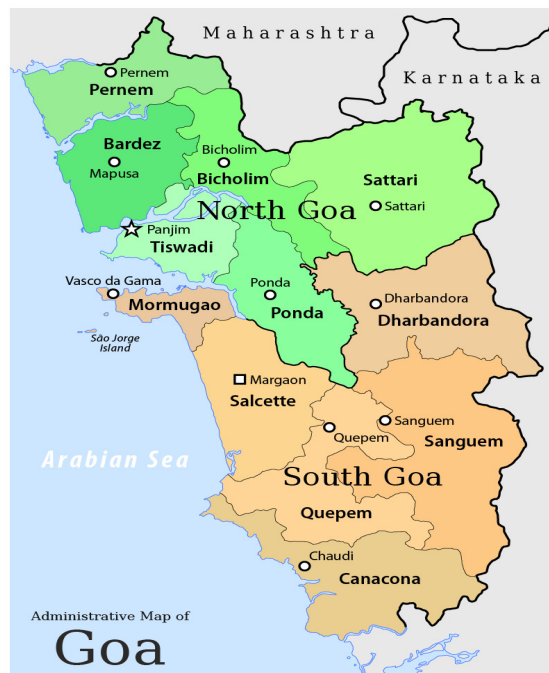 Maharashtra
Karnataka
Pernem
Pernem
Bardez
Mapusa
Bicholim
Bicholim
Sattari
Sattari
North Goa
Panjim
Tiswadi
Vasco da Gama
Mormugao
Ponda
Ponda
Dharbandora
Dharbandora
São Jorge
Island
Margaon
Salcette
Sanguem
Quepem
Sanguem
Arabian Sea
South Goa
Quepem
Chaudi
Canacona
Administrative Map of
Goa